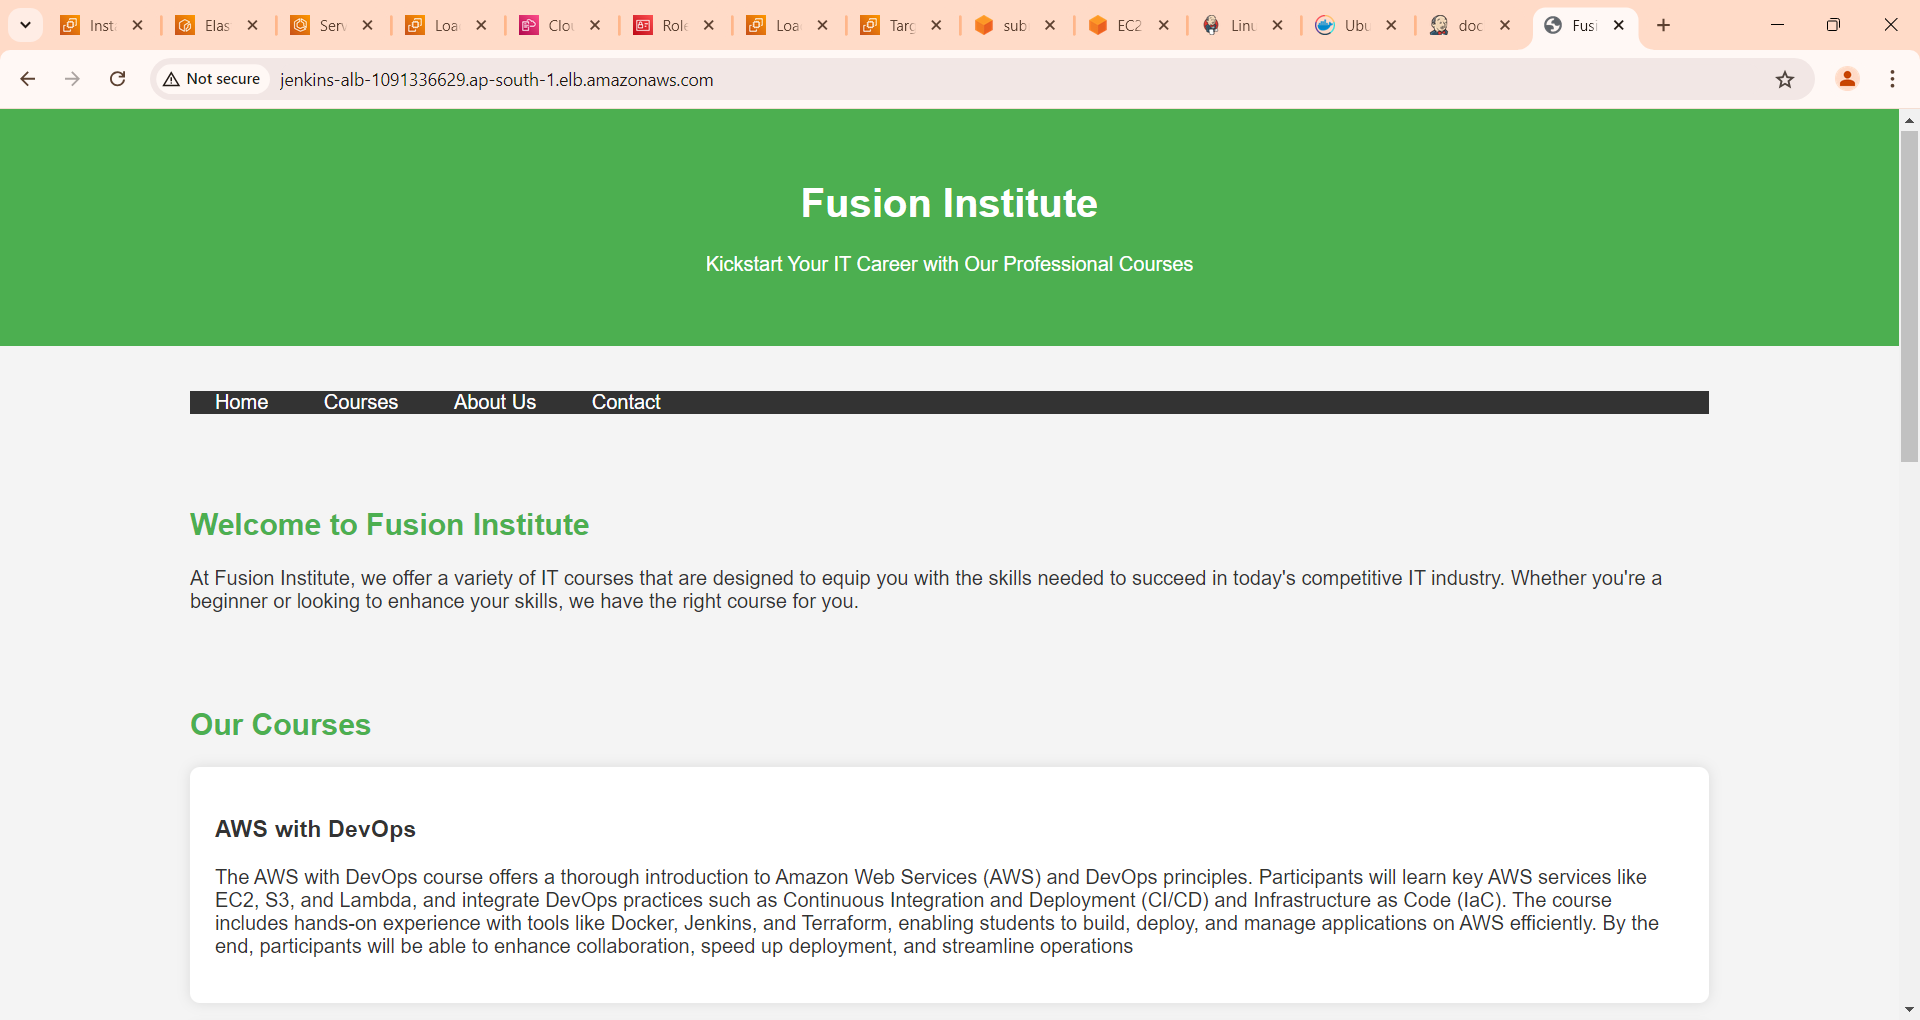 Inst
Elas
Serv
Loa
Clou
Role
Loa
Targ
sub
EC2
Linu
Ubu
doc
Fusi
Not secure
jenkins-alb-1091336629.ap-south-1.elb.amazonaws.com
Fusion Institute
Kickstart Your IT Career with Our Professional Courses
Home Courses About Us Contact
Welcome to Fusion Institute
At Fusion Institute, we offer a variety of IT courses that are designed to equip you with the skills needed to succeed in today's competitive IT industry. Whether you're a
beginner or looking to enhance your skills, we have the right course for you.
Our Courses
AWS with DevOps
The AWS with DevOps course offers a thorough introduction to Amazon Web Services (AWS) and DevOps principles. Participants will learn key AWS services like
EC2, S3, and Lambda, and integrate DevOps practices such as Continuous Integration and Deployment (CI/CD) and Infrastructure as Code (IaC). The course
includes hands-on experience with tools like Docker, Jenkins, and Terraform, enabling students to build, deploy, and manage applications on AWS efficiently. By the
end, participants will be able to enhance collaboration, speed up deployment, and streamline operations